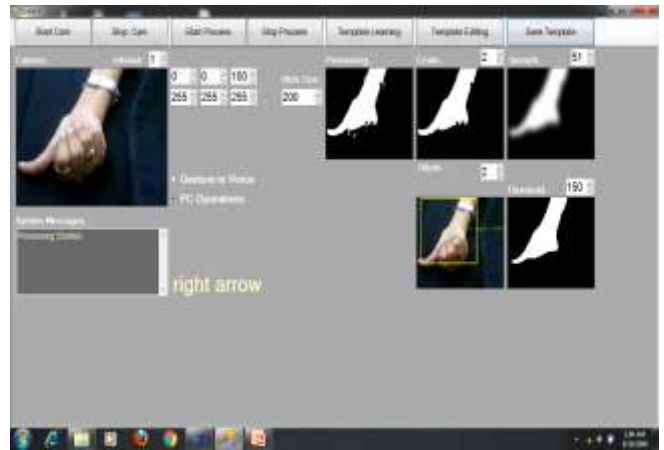 Start Cam Stop Cam Start Process Stop Process Template Learning Template Editing Save Template
Camera Interval 1
Processing
Erode 2
Smooth 51
0 0 180
255 255 255
Blob Size
200
Gesture to Voice
PC Operations
Dilate 2
Threshold 150
System Messages
Processing Started
right arrow